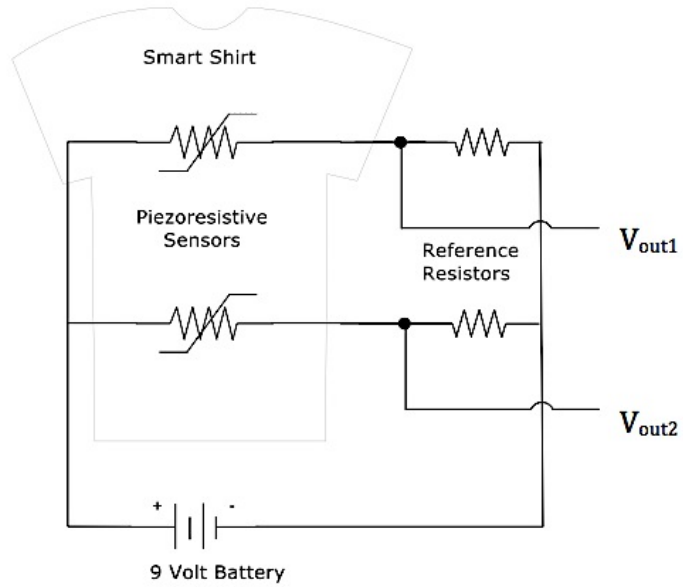 Smart Shirt
Piezoresistive
Sensors
Reference
Resistors
Vout1
Vout2
+ -
9 Volt Battery